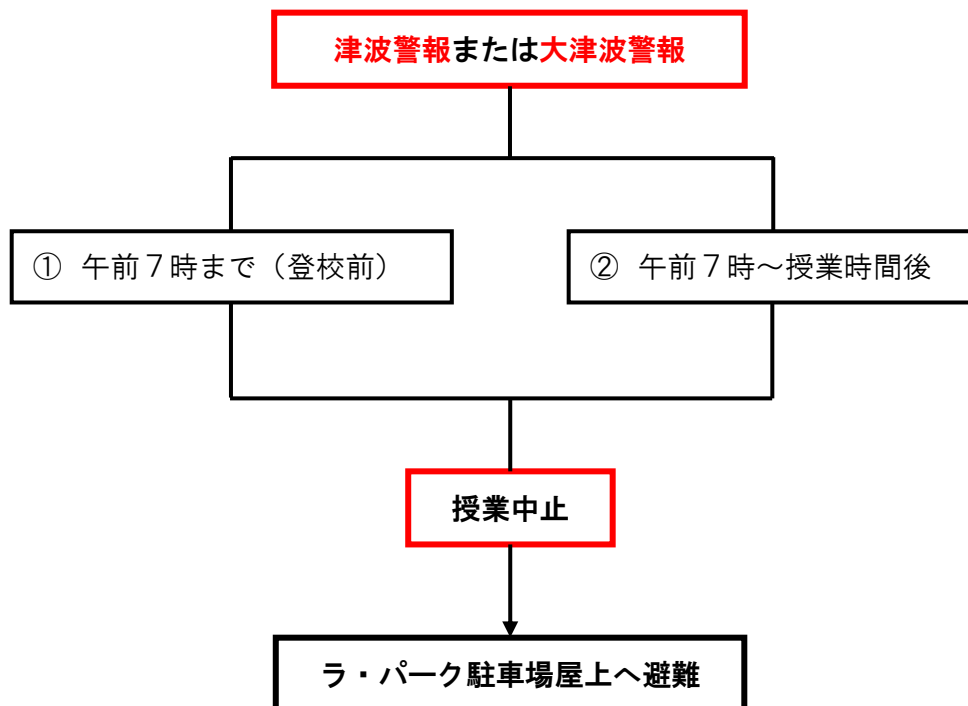 津波警報または大津波警報
① 午前７時まで（登校前）
② 午前７時～授業時間後
授業中止
ラ・パーク駐車場屋上へ避難